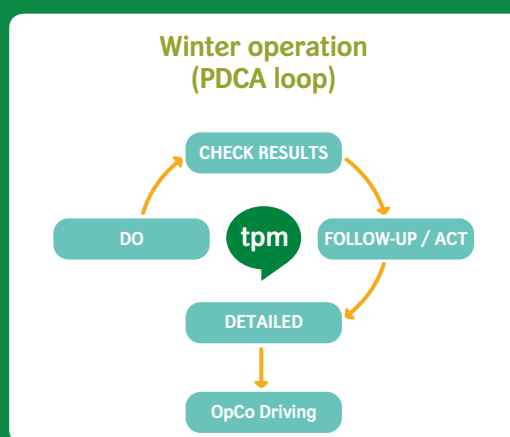 Winter operation
(PDCA loop)
CHECK RESULTS
DO
tpm
FOLLOW-UP / ACT
DETAILED
OpCo Driving